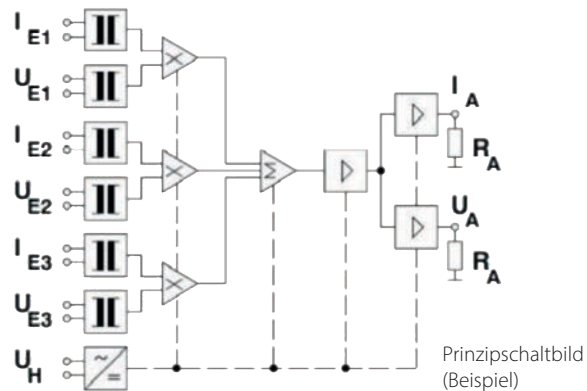 I E1
U E1
I E2
U E2
I E3
U E3
U H
Σ
I A
R A
U A
R A
Prinzipschaltbild
(Beispiel)